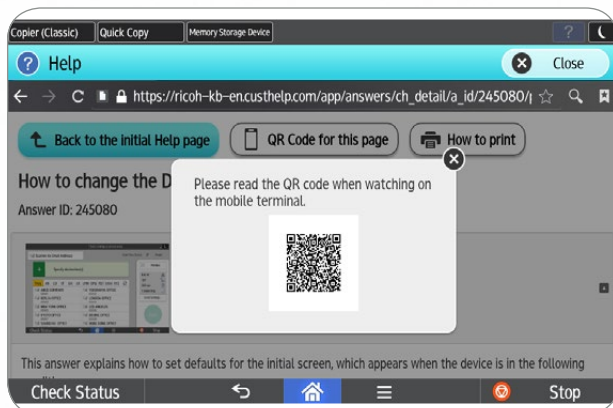 Copier (Classic) Quick Copy Memory Storage Device ?
? Help Close
https://ricoh-kb-en.custhelp.com/app/answers/ch_detail/a_id/245080/
Back to the initial Help page QR Code for this page How to print
How to change the D
Answer ID: 245080
Please read the QR code when watching on
the mobile terminal.
This answer explains how to set defaults for the initial screen, which appears when the device is in the following
Check Status Stop